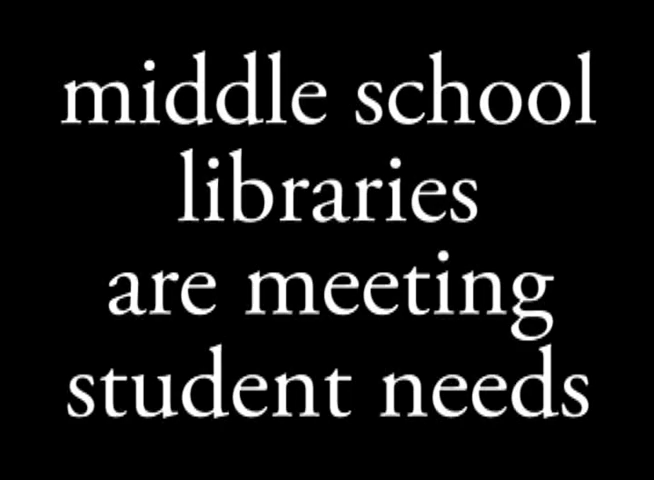 middle school
libraries
are meeting
student needs